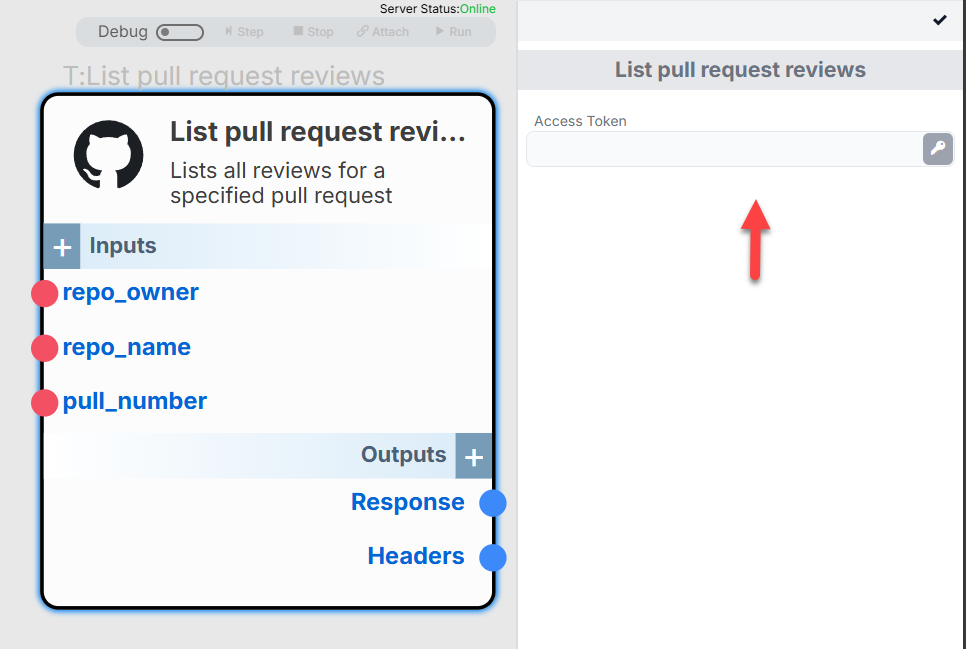 Server Status:Online
Debug Step Stop Attach Run
T:List pull request reviews
List pull request revi...
Lists all reviews for a
specified pull request
+ Inputs
repo_owner
repo_name
pull_number
Outputs +
Response
Headers
List pull request reviews
Access Token